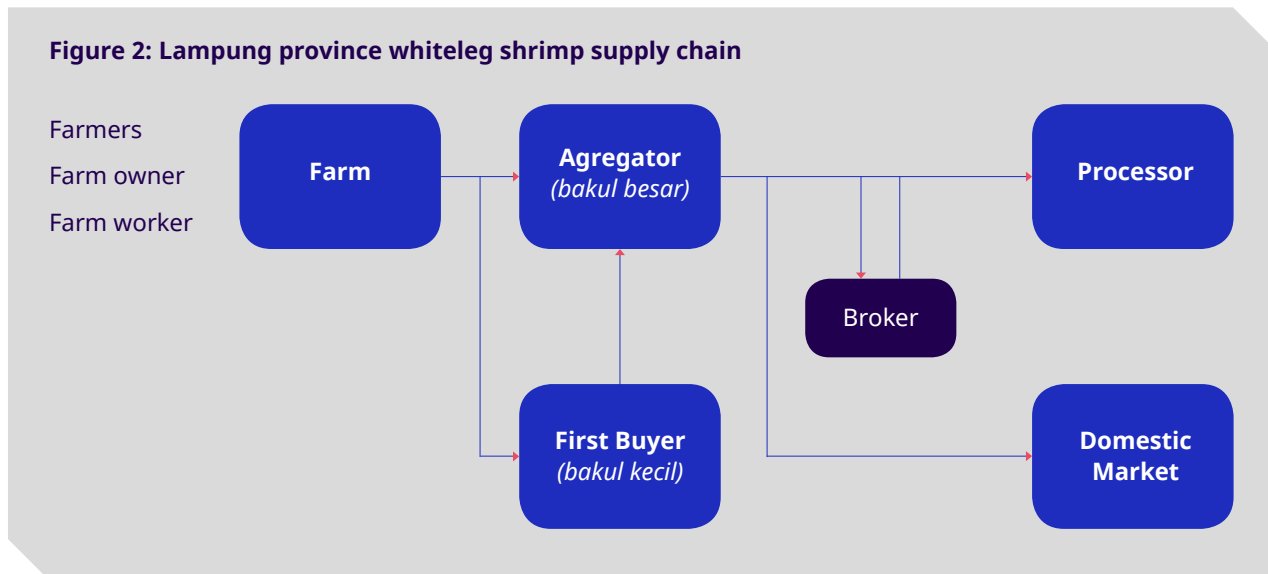 Figure 2: Lampung province whiteleg shrimp supply chain
Farmers
Farm owner
Farm worker
Farm
Agregator
(bakul besar)
Processor
Broker
First Buyer
(bakul kecil)
Domestic
Market